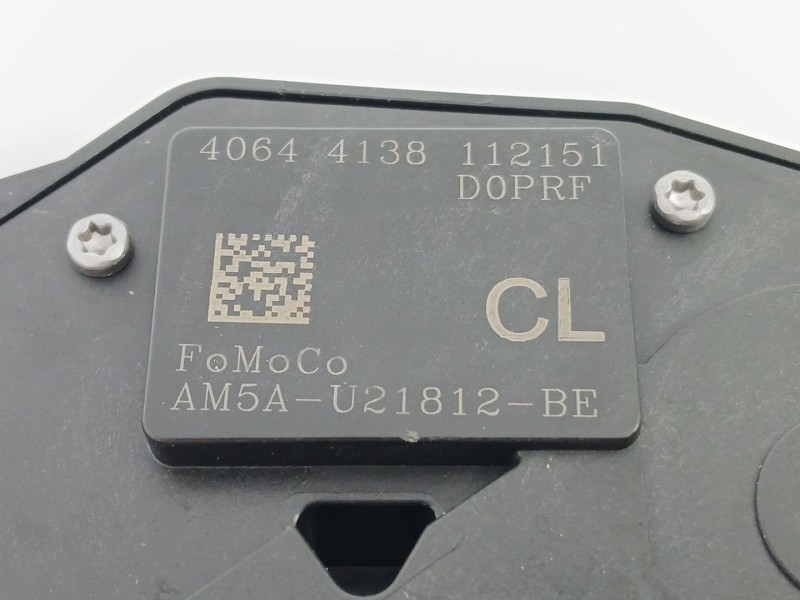 4064 4138 112151
D0PRF
CL
FoMoCo
AM5A-U21812-BE